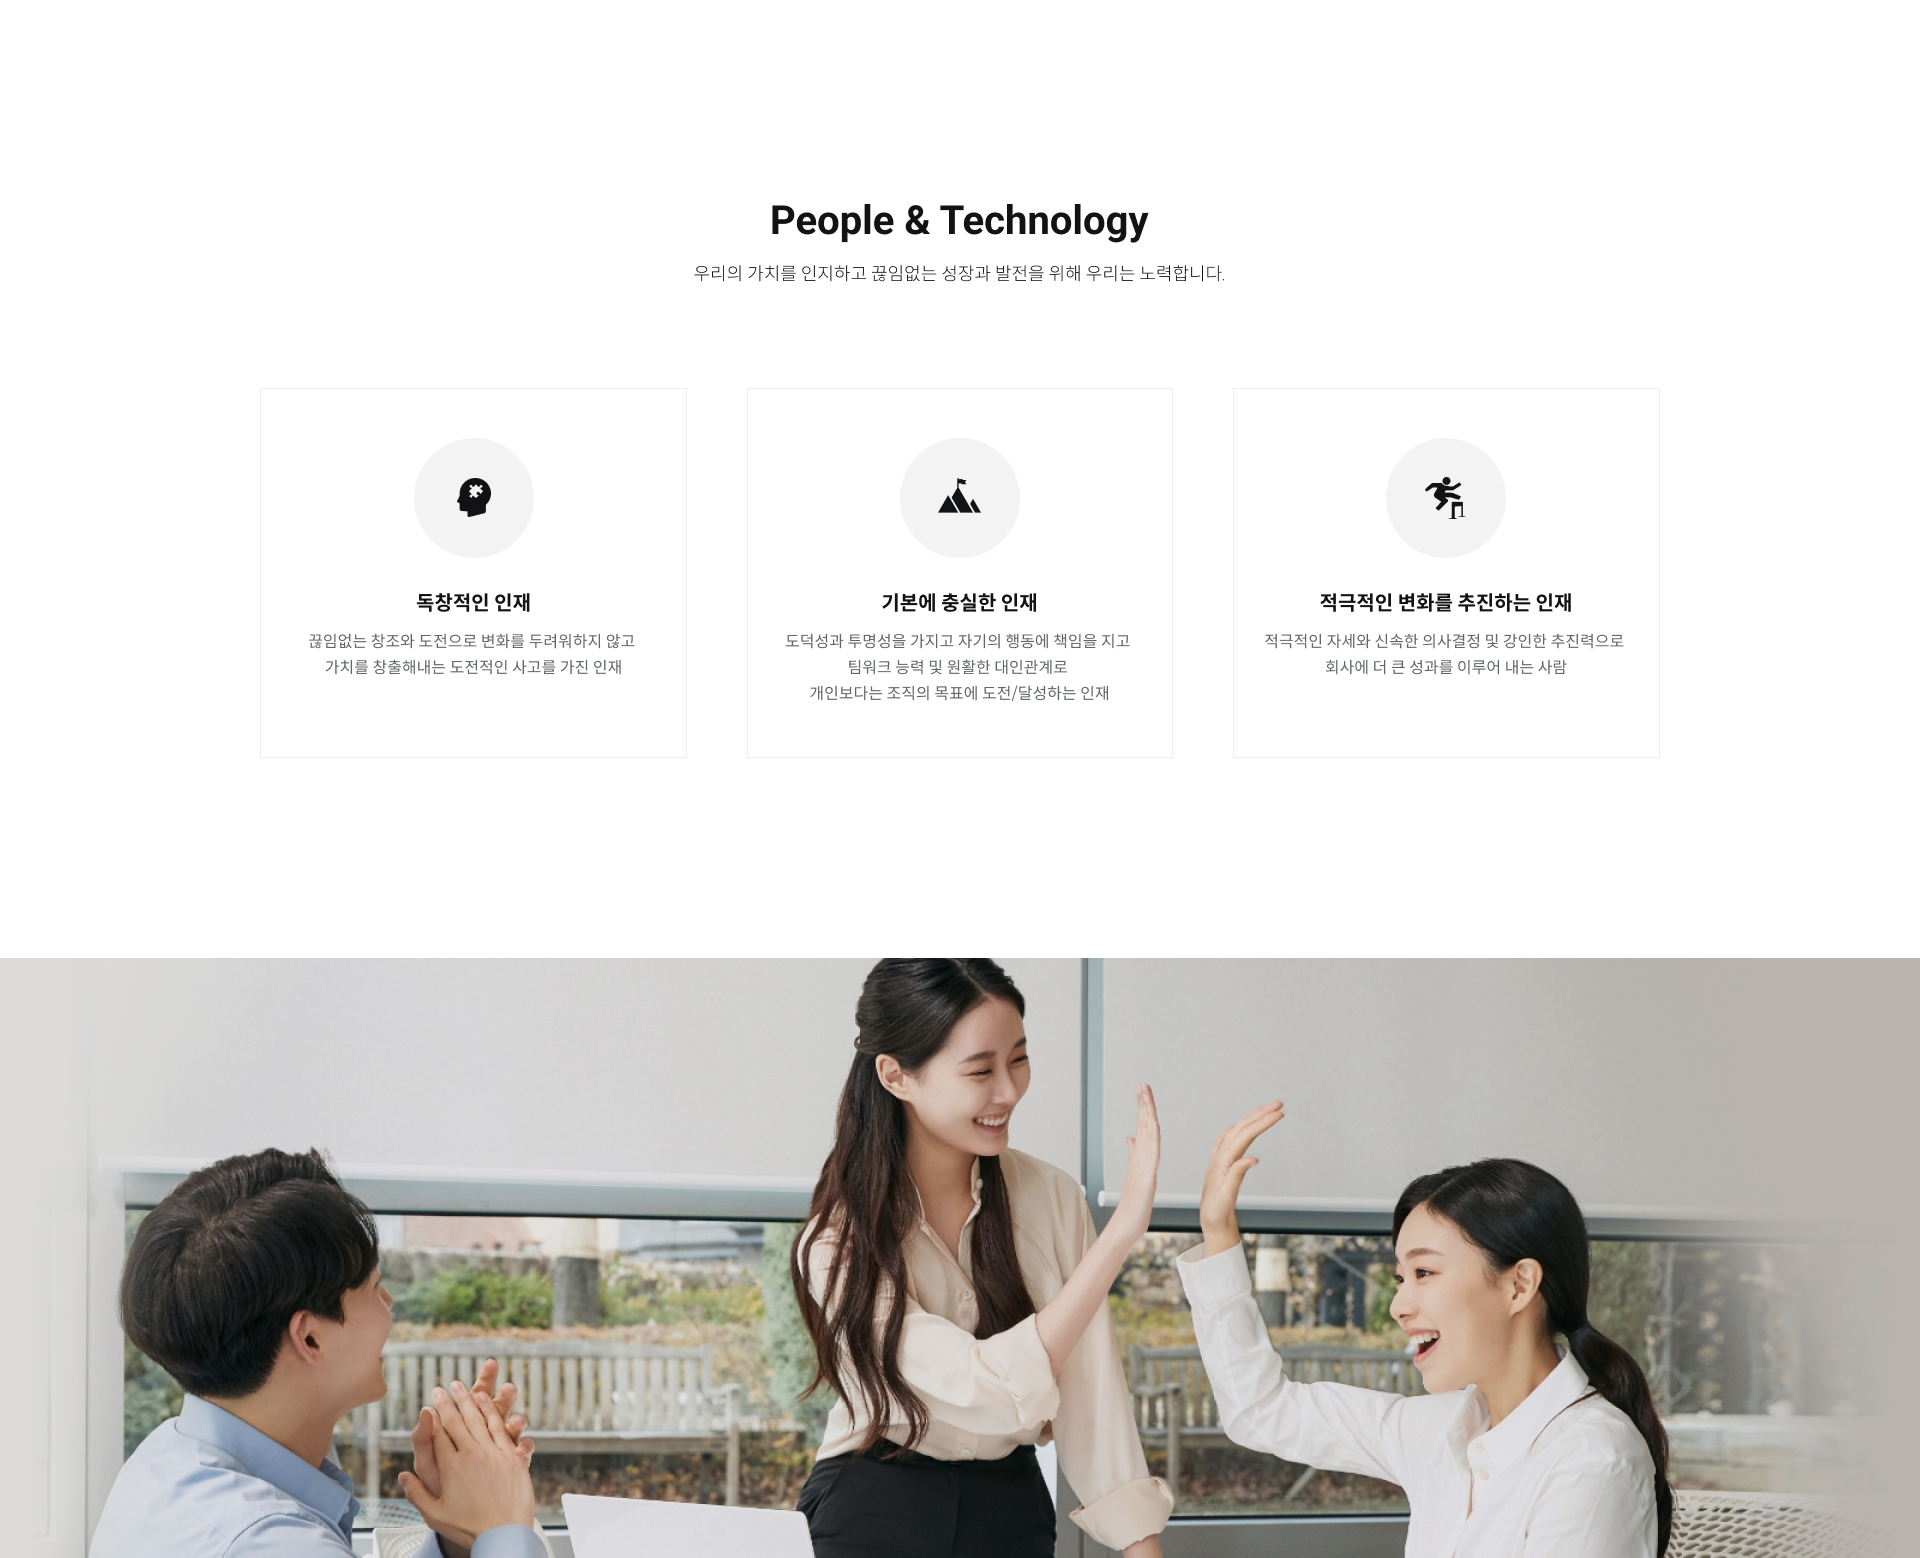 People & Technology
우리의 가치를 인지하고 끊임없는 성장과 발전을 위해 우리는 노력합니다.
독창적인 인재
끊임없는 창조와 도전으로 변화를 두려워하지 않고
가치를 창출해내는 도전적인 사고를 가진 인재
기본에 충실한 인재
도덕성과 투명성을 가지고 자기의 행동에 책임을 지고
팀워크 능력 및 원활한 대인관계로
개인보다는 조직의 목표에 도전/달성하는 인재
적극적인 변화를 추진하는 인재
적극적인 자세와 신속한 의사결정 및 강인한 추진력으로
회사에 더 큰 성과를 이루어 내는 사람